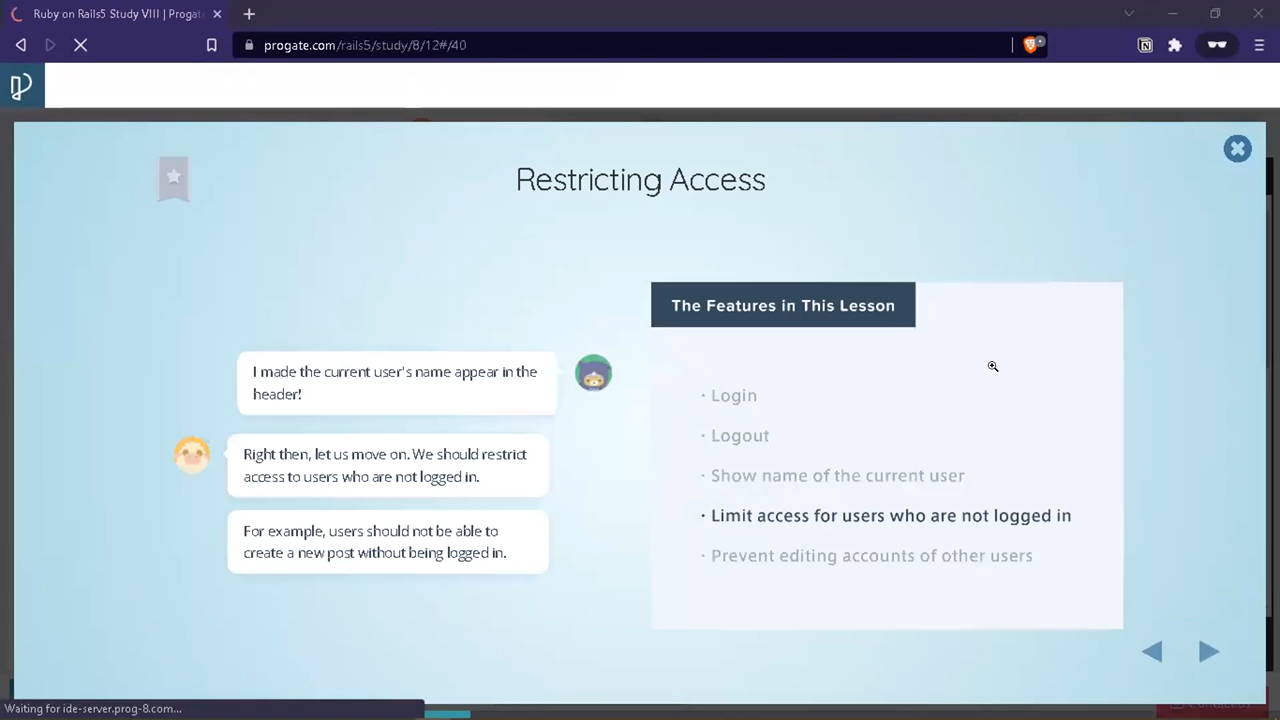 Ruby on Rails5 Study VIII | Progat
progate.com/rails5/study/8/12#/40
Restricting Access
The Features in This Lesson
I made the current user's name appear in the
header!
Right then, let us move on. We should restrict
access to users who are not logged in.
For example, users should not be able to
create a new post without being logged in.
· Login
· Logout
· Show name of the current user
· Limit access for users who are not logged in
· Prevent editing accounts of other users
Waiting for ide-server.prog-8.com...